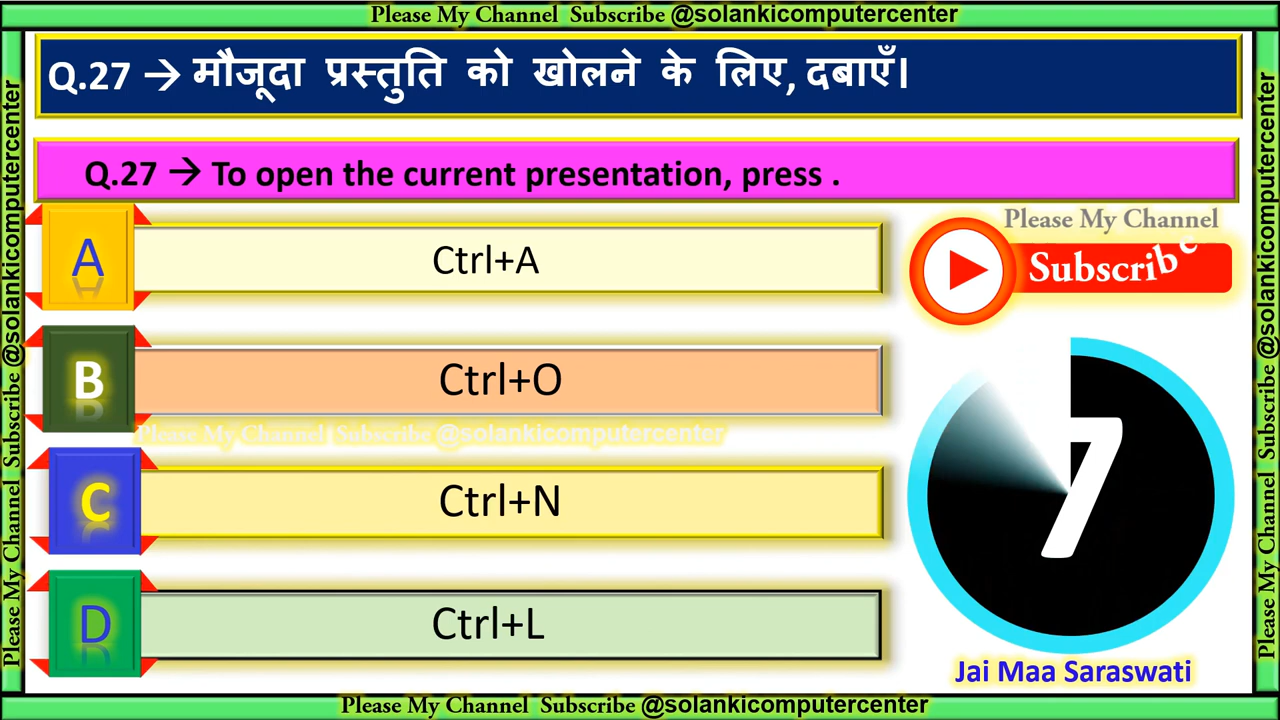 Please My Channel Subscribe @solankicomputercenter
Q.27 → मौजूदा प्रस्तुति को खोलने के लिए, दबाएँ।
Q.27 → To open the current presentation, press .
A
Ctrl+A
Please My Channel
Subscribe
B
Ctrl+O
Please My Channel Subscribe @solankicomputercenter
C
Ctrl+N
7
D
Ctrl+L
Jai Maa Saraswati
Please My Channel Subscribe @solankicomputercenter
Please My Channel Subscribe @solankicomputercenter
Please My Channel Subscribe @solankicomputercenter